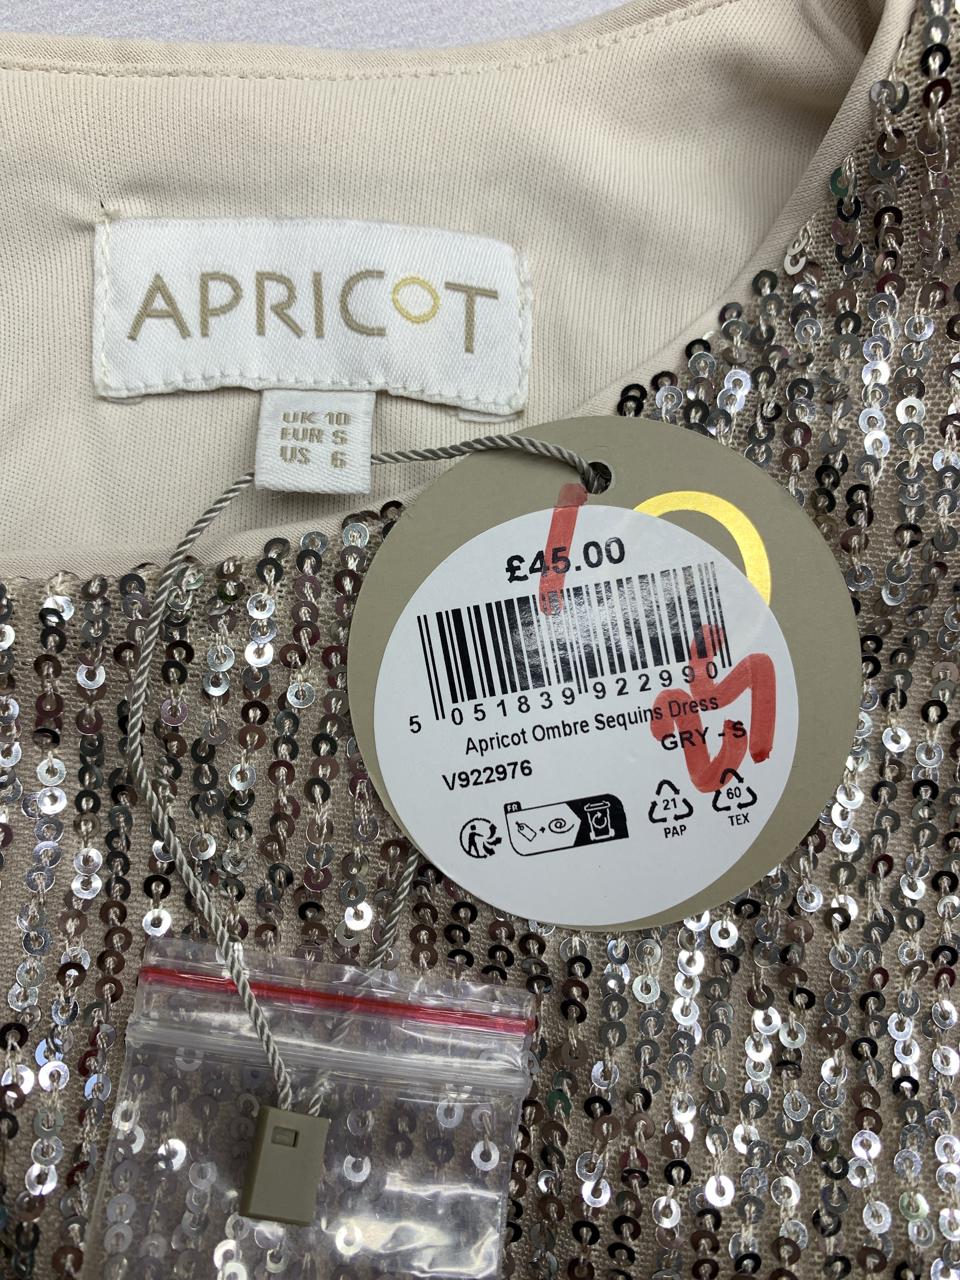 APRICOT
UK 10
EUR S
US 6
£45.00
5 051839 922990
Apricot Ombre Sequins Dress
GRY - S
V922976
FR
21
PAP
60
TEX